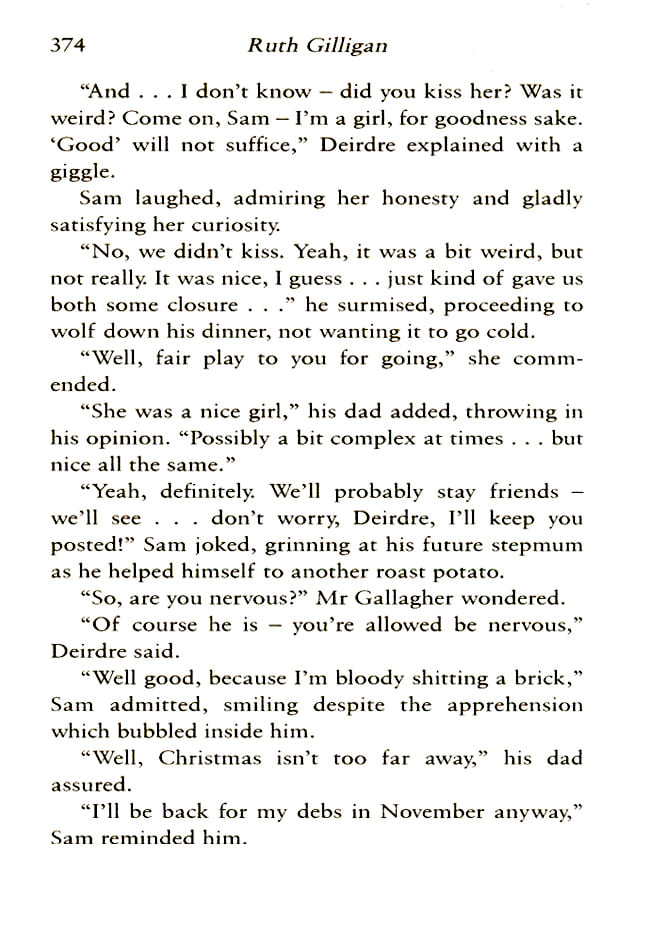 374 Ruth Gilligan
“And . . . I don’t know – did you kiss her? Was it
weird? Come on, Sam – I’m a girl, for goodness sake.
‘Good’ will not suffice,” Deirdre explained with a
giggle.
Sam laughed, admiring her honesty and gladly
satisfying her curiosity.
“No, we didn’t kiss. Yeah, it was a bit weird, but
not really. It was nice, I guess . . . just kind of gave us
both some closure . . .” he surmised, proceeding to
wolf down his dinner, not wanting it to go cold.
“Well, fair play to you for going,” she comm-
ended.
“She was a nice girl,” his dad added, throwing in
his opinion. “Possibly a bit complex at times . . . but
nice all the same.”
“Yeah, definitely. We’ll probably stay friends –
we’ll see . . . don’t worry, Deirdre, I’ll keep you
posted!” Sam joked, grinning at his future stepmum
as he helped himself to another roast potato.
“So, are you nervous?” Mr Gallagher wondered.
“Of course he is – you’re allowed be nervous,”
Deirdre said.
“Well good, because I’m bloody shitting a brick,”
Sam admitted, smiling despite the apprehension
which bubbled inside him.
“Well, Christmas isn’t too far away,” his dad
assured.
“I’ll be back for my debs in November anyway,”
Sam reminded him.